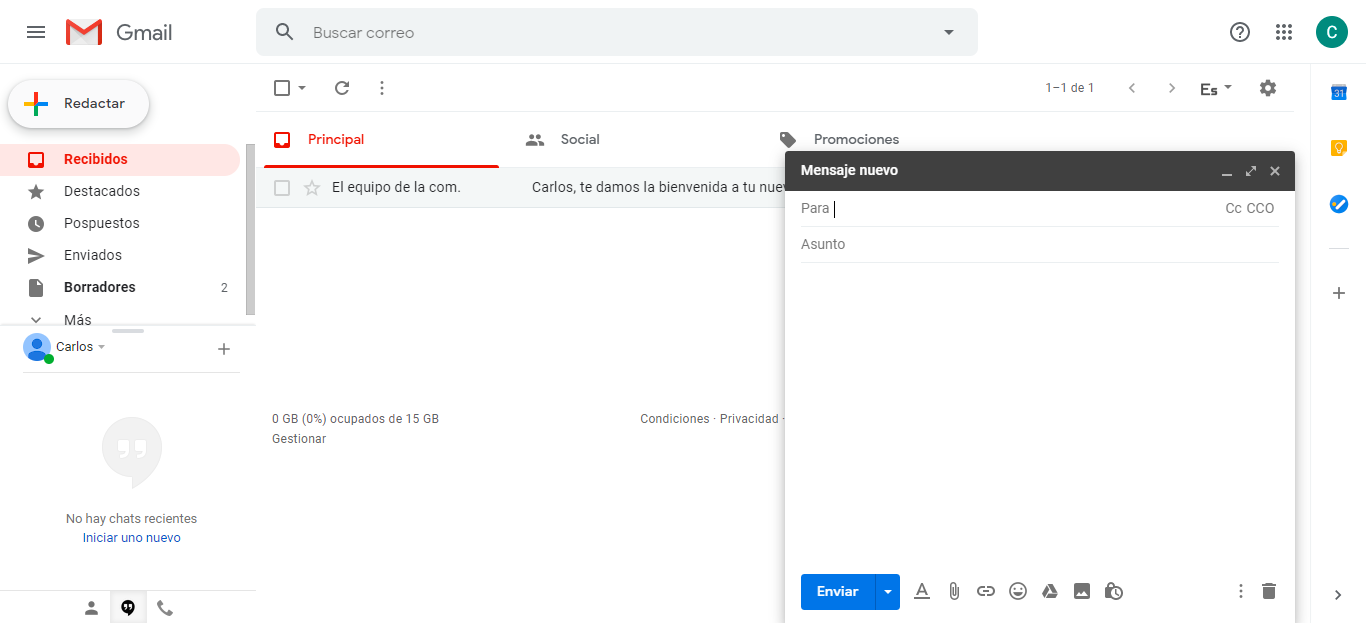 Gmail
Buscar correo
C
Redactar
1–1 de 1
Es
31
Principal
Social
Promociones
Recibidos
Destacados
Pospuestos
Enviados
Borradores 2
Más
El equipo de la com. Carlos, te damos la bienvenida a tu
Mensaje nuevo
Para
Cc CCO
Asunto
Carlos
0 GB (0%) ocupados de 15 GB
Gestionar
Condiciones · Privacidad ·
No hay chats recientes
Iniciar uno nuevo
Enviar